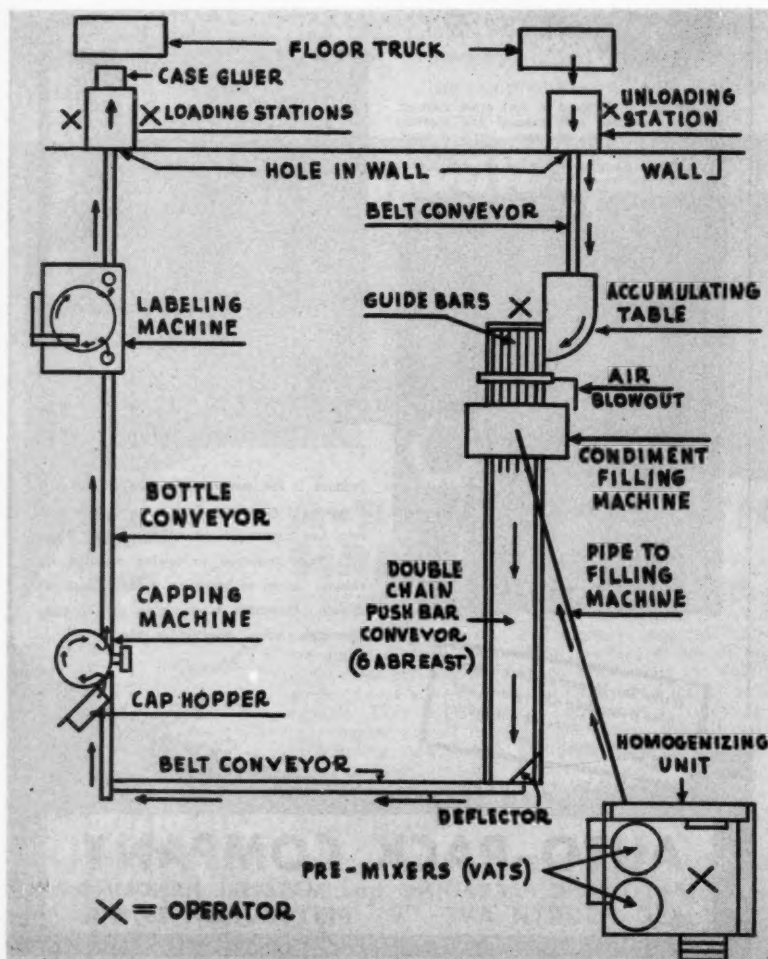 FLOOR TRUCK
CASE GLUER
LOADING STATIONS
UNLOADING
STATION
HOLE IN WALL
WALL
BELT CONVEYOR
GUIDE BARS
ACCUMULATING
TABLE
LABELING
MACHINE
AIR
BLOWOUT
CONDIMENT
FILLING
MACHINE
BOTTLE
CONVEYOR
DOUBLE
CHAIN
PUSH BAR
CONVEYOR
(6 ABREAST)
PIPE TO
FILLING
MACHINE
CAPPING
MACHINE
CAP HOPPER
HOMOGENIZING
UNIT
BELT CONVEYOR
DEFLECTOR
PRE-MIXERS (VATS)
X = OPERATOR